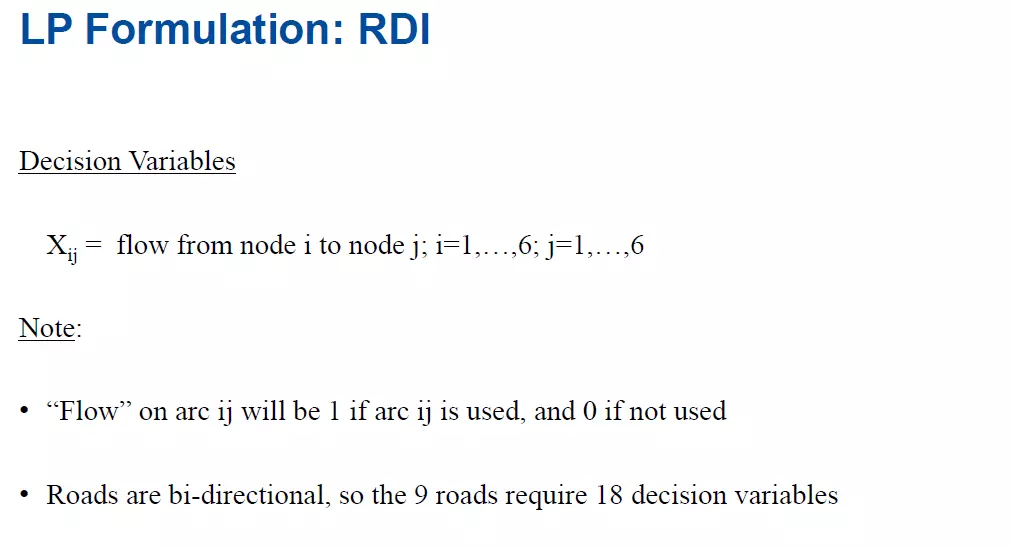 LP Formulation: RDI
Decision Variables
Xij = flow from node i to node j; i=1,…,6; j=1,…,6
Note:
• “Flow” on arc ij will be 1 if arc ij is used, and 0 if not used
• Roads are bi-directional, so the 9 roads require 18 decision variables